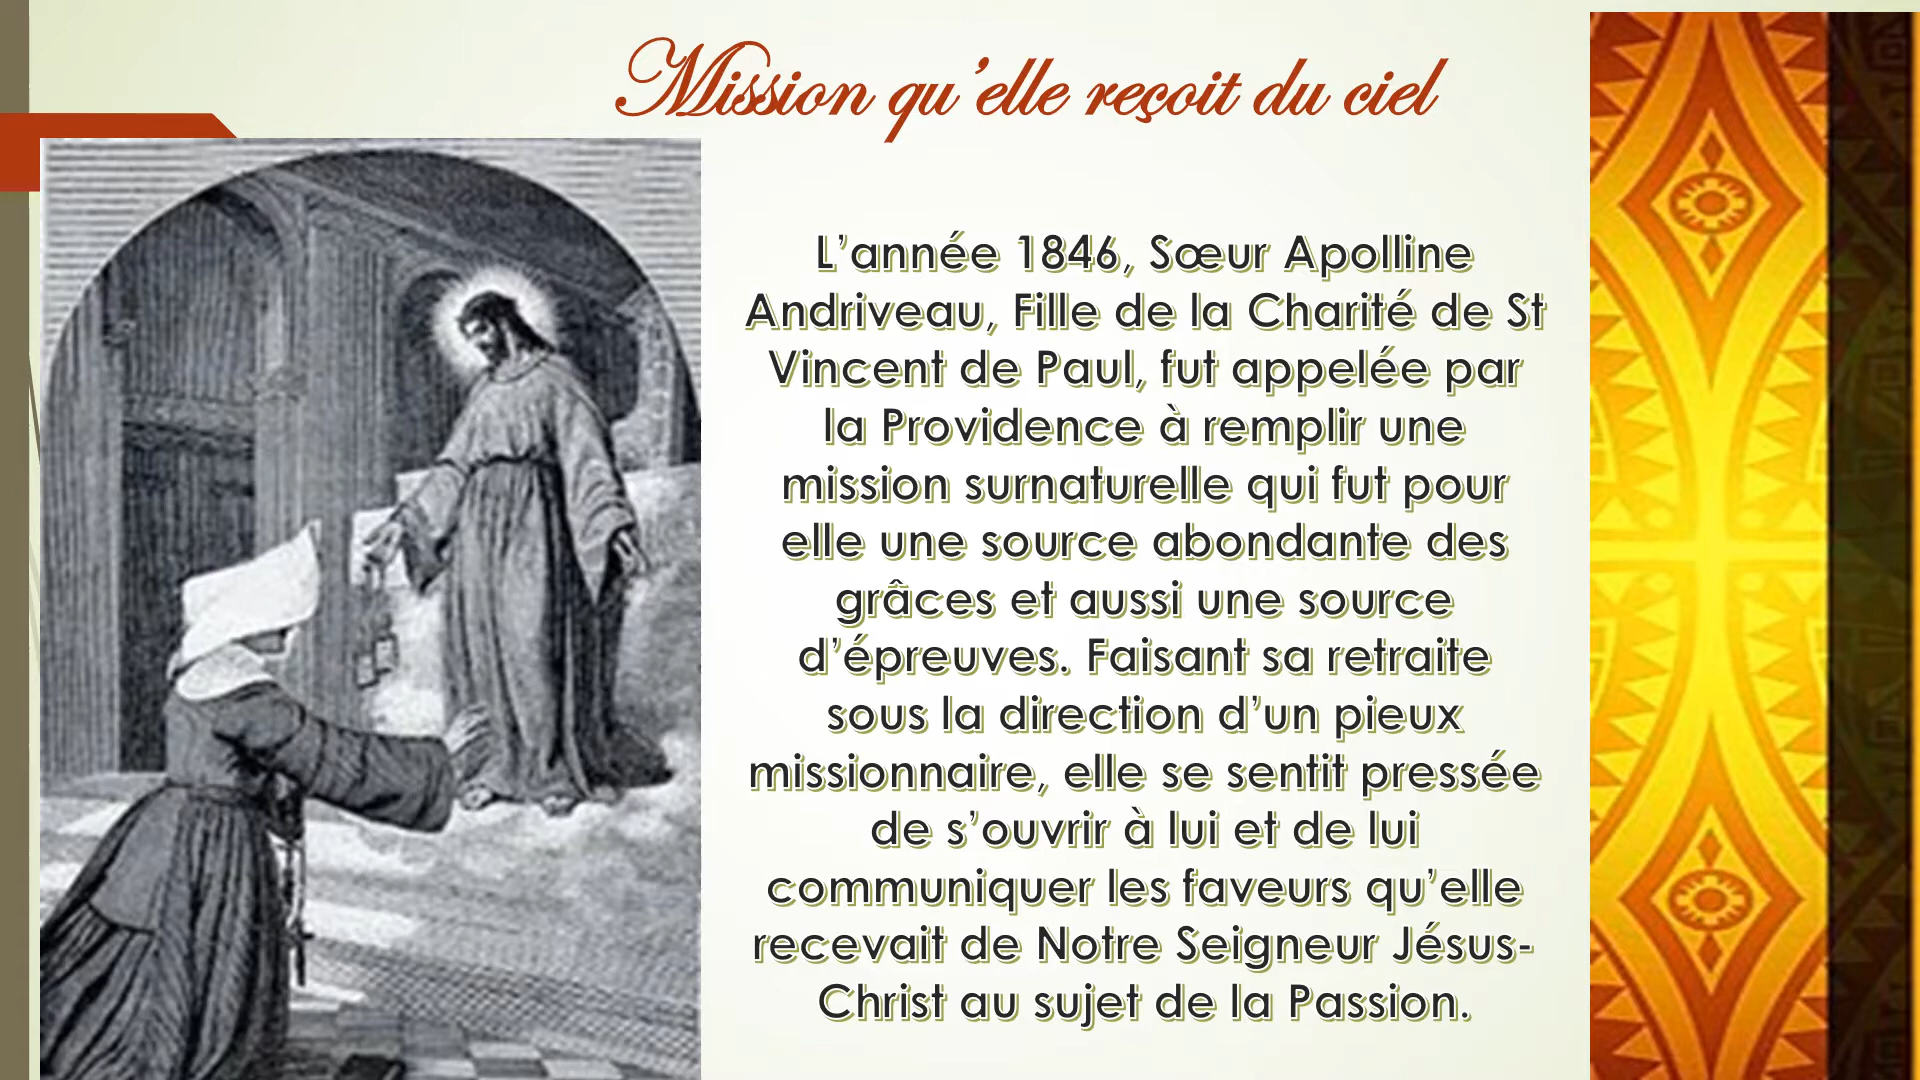 Mission qu’elle reçoit du ciel
L’année 1846, Sœur Apolline
Andriveau, Fille de la Charité de St
Vincent de Paul, fut appelée par
la Providence à remplir une
mission surnaturelle qui fut pour
elle une source abondante des
grâces et aussi une source
d’épreuves. Faisant sa retraite
sous la direction d’un pieux
missionnaire, elle se sentit pressée
de s’ouvrir à lui et de lui
communiquer les faveurs qu’elle
recevait de Notre Seigneur Jésus-
Christ au sujet de la Passion.